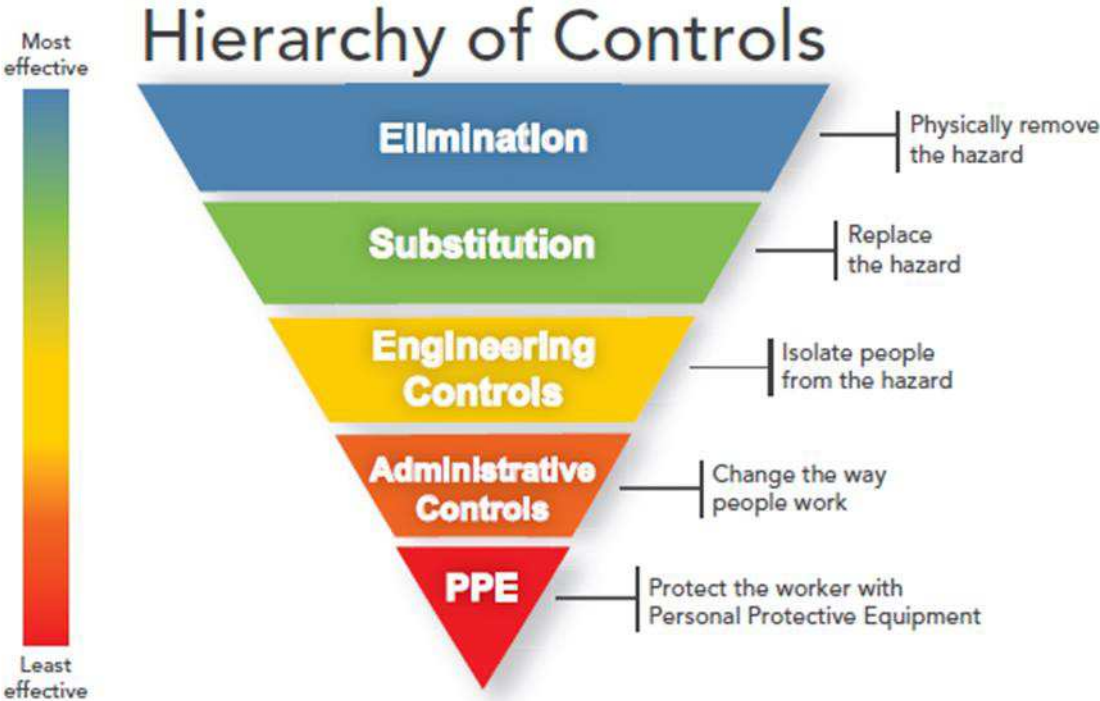 Hierarchy of Controls
Most
effective
Elimination
Physically remove
the hazard
Substitution
Replace
the hazard
Engineering
Controls
Isolate people
from the hazard
Administrative
Controls
Change the way
people work
PPE
Protect the worker with
Personal Protective Equipment
Least
effective